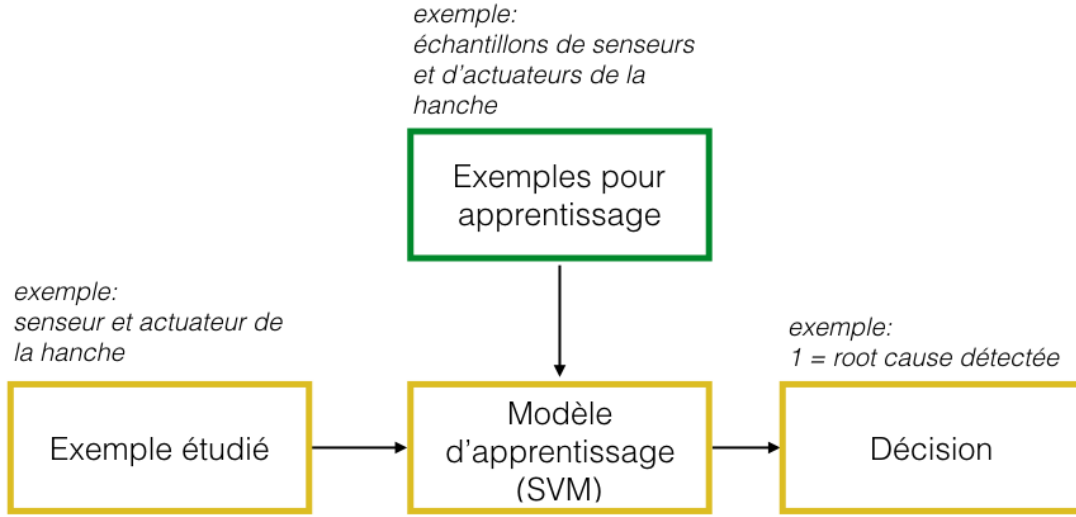 exemple:
échantillons de senseurs
et d'actuateurs de la
hanche
Exemples pour
apprentissage
exemple:
senseur et actuateur de
la hanche
exemple:
1 = root cause détectée
Exemple étudié
Modèle
d'apprentissage
(SVM)
Décision